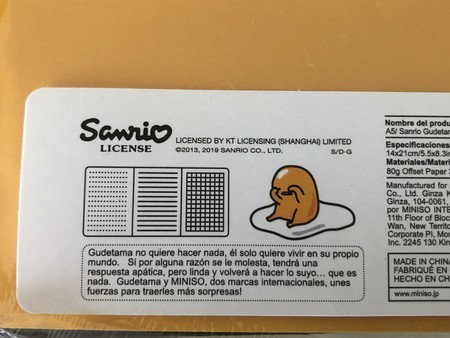 Sanrio
LICENSE
LICENSED BY KT LICENSING (SHANGHAI) LIMITED
©2013, 2019 SANRIO CO., LTD. S/D-G
Gudetama no quiere hacer nada, él solo quiere vivir en su propio
mundo. Si por alguna razón se le molesta, tendrá una
respuesta apática, pero linda y volverá a hacer lo suyo... que es
nada. Gudetama y MINISO, dos marcas internacionales, unes
fuerzas para traerles más sorpresas!
Nombre del produ
A5/ Sanrio Gudetar
Especificaciones
14x21cm/5.5x8.3i
Materiales/Mater
80g Offset Paper
Manufactured for
Co., Ltd. Ginza K
Ginza, 104-0061,
por MINISO INTE
11th Floor of Bloc
Wan, New Territo
Corporate Pl, Mo
Inc. 2245 130 Kin
MADE IN CHINA
FABRIQUÉ EN
HECHO EN CH
www.miniso.jp